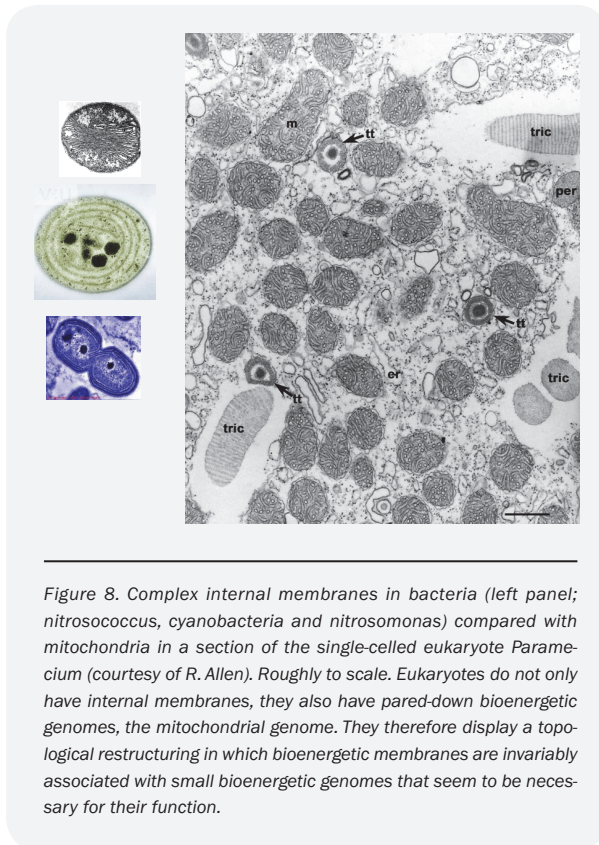 m
tt
tric
per
tt
er
tric
tt
tric
Figure 8. Complex internal membranes in bacteria (left panel;
nitrosococcus, cyanobacteria and nitrosomonas) compared with
mitochondria in a section of the single-celled eukaryote Parame-
cium (courtesy of R. Allen). Roughly to scale. Eukaryotes do not only
have internal membranes, they also have pared-down bioenergetic
genomes, the mitochondrial genome. They therefore display a topo-
logical restructuring in which bioenergetic membranes are invariably
associated with small bioenergetic genomes that seem to be neces-
sary for their function.